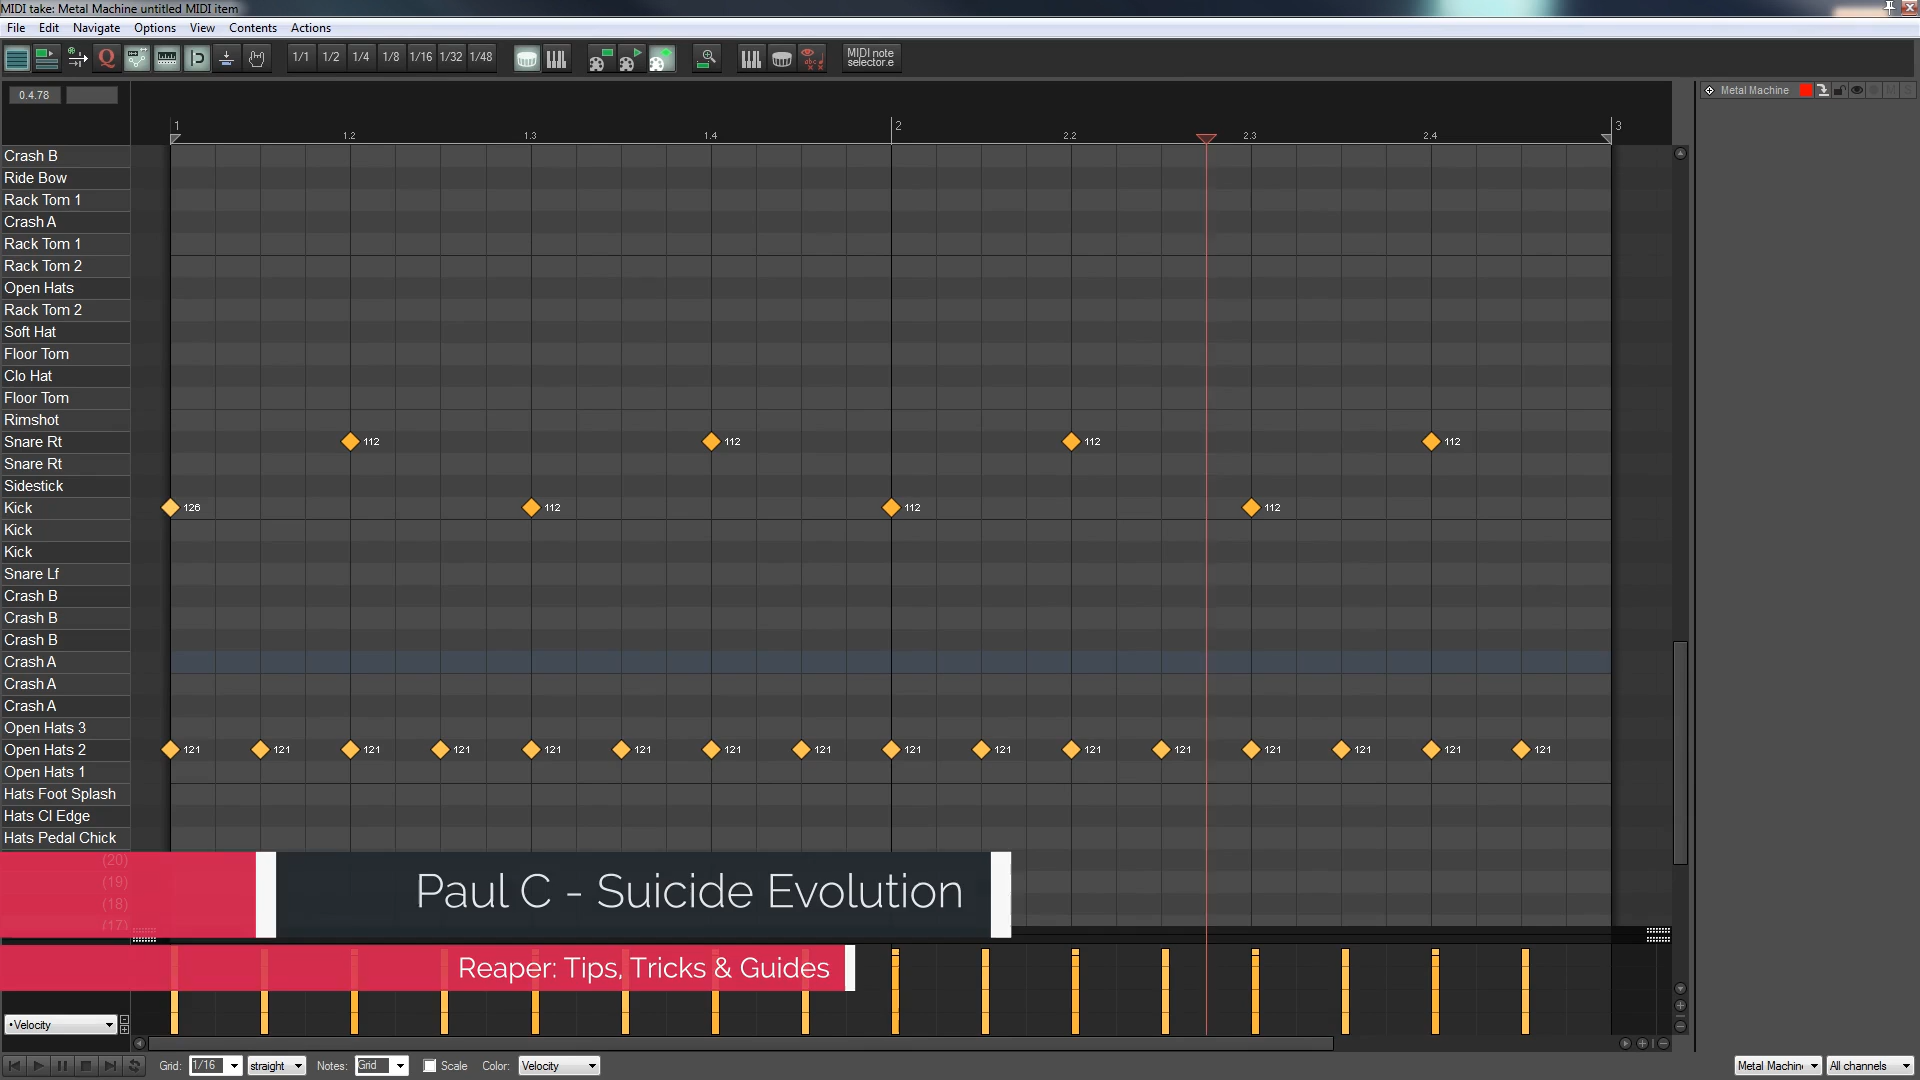 MIDI take: Metal Machine untitled MIDI item
File Edit Navigate Options View Contents Actions
Q 1/1 1/2 1/4 1/8 1/16 1/32 1/48 MIDI note selector.e
0.4.78
Metal Machine
1 2 3
1.2 1.3 1.4 2.2 2.3 2.4
Crash B
Ride Bow
Rack Tom 1
Crash A
Rack Tom 1
Rack Tom 2
Open Hats
Rack Tom 2
Soft Hat
Floor Tom
Clo Hat
Floor Tom
Rimshot
Snare Rt 112 112 112 112
Snare Rt
Sidestick
Kick 126 112 112 112
Kick
Kick
Snare Lf
Crash B
Crash B
Crash B
Crash A
Crash A
Crash A
Open Hats 3
Open Hats 2 121 121 121 121 121 121 121 121 121 121 121 121 121 121 121 121
Open Hats 1
Hats Foot Splash
Hats Cl Edge
Hats Pedal Chick
(20)
(19)
(18)
(17)
Paul C - Suicide Evolution
Reaper: Tips, Tricks & Guides
•Velocity
Grid: 1/16 straight Notes: Grid Scale Color: Velocity Metal Machin All channels